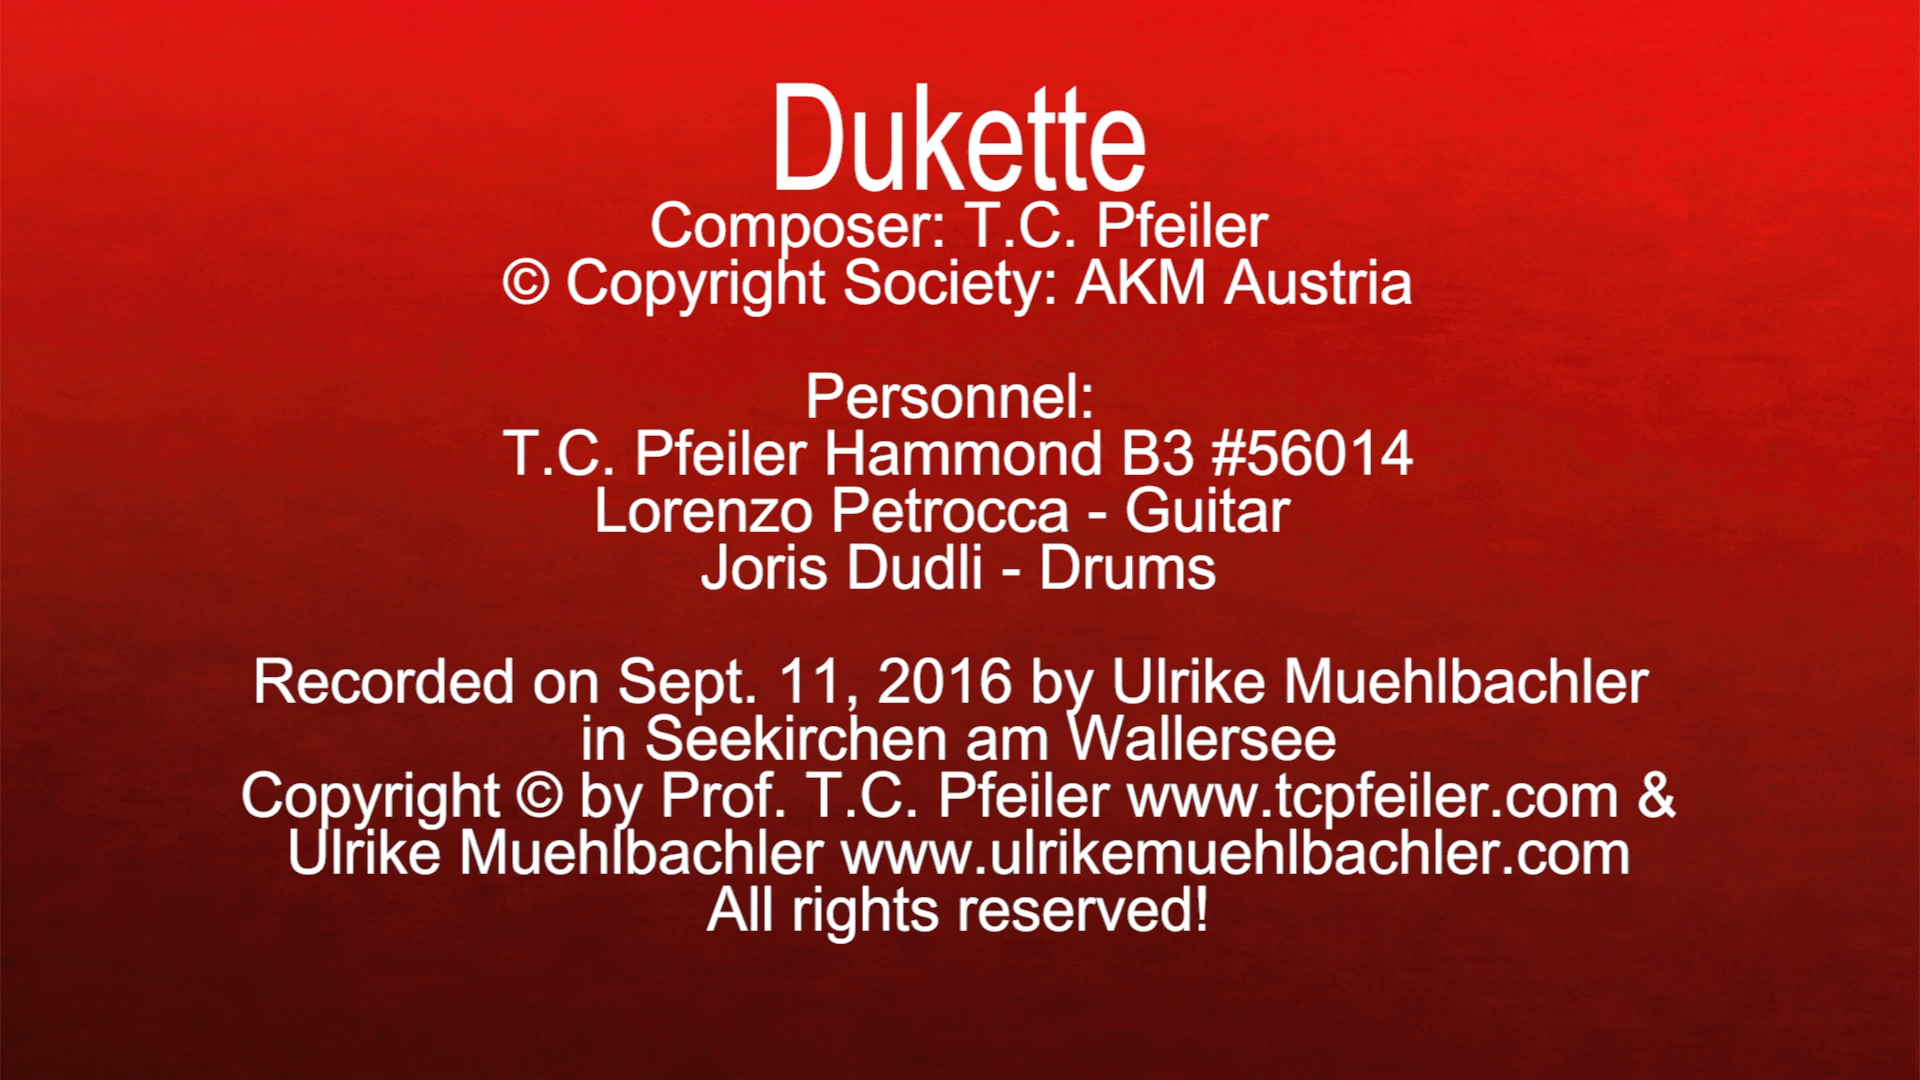 Dukette
Composer: T.C. Pfeiler
© Copyright Society: AKM Austria
Personnel:
T.C. Pfeiler Hammond B3 #56014
Lorenzo Petrocca - Guitar
Joris Dudli - Drums
Recorded on Sept. 11, 2016 by Ulrike Muehlbachler
in Seekirchen am Wallersee
Copyright © by Prof. T.C. Pfeiler www.tcpfeiler.com &
Ulrike Muehlbachler www.ulrikemuehlbachler.com
All rights reserved!